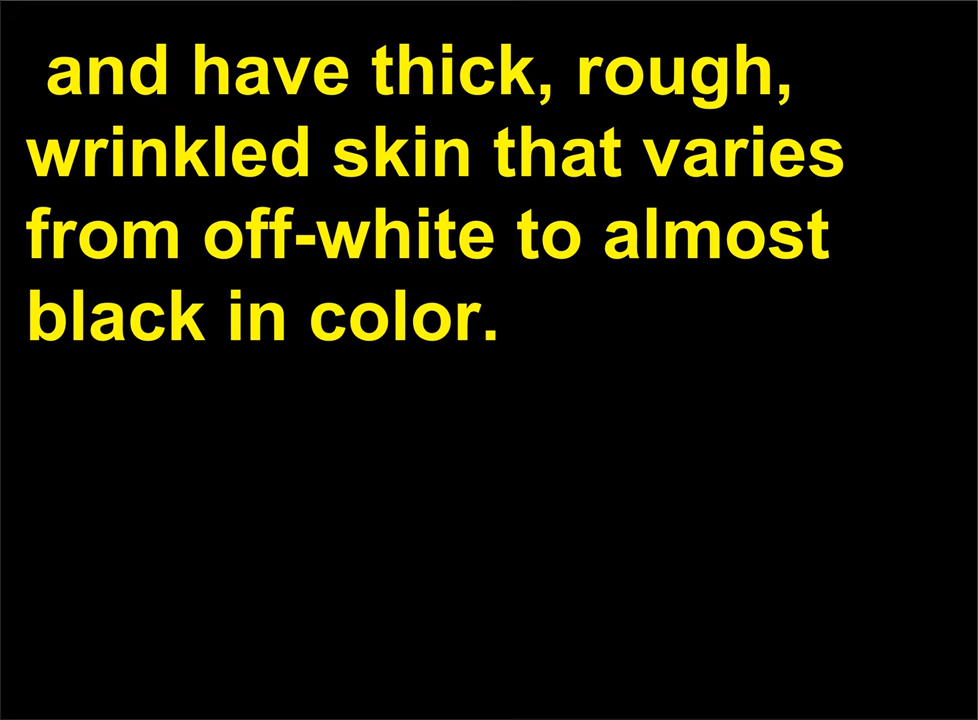 and have thick, rough,
wrinkled skin that varies
from off-white to almost
black in color.